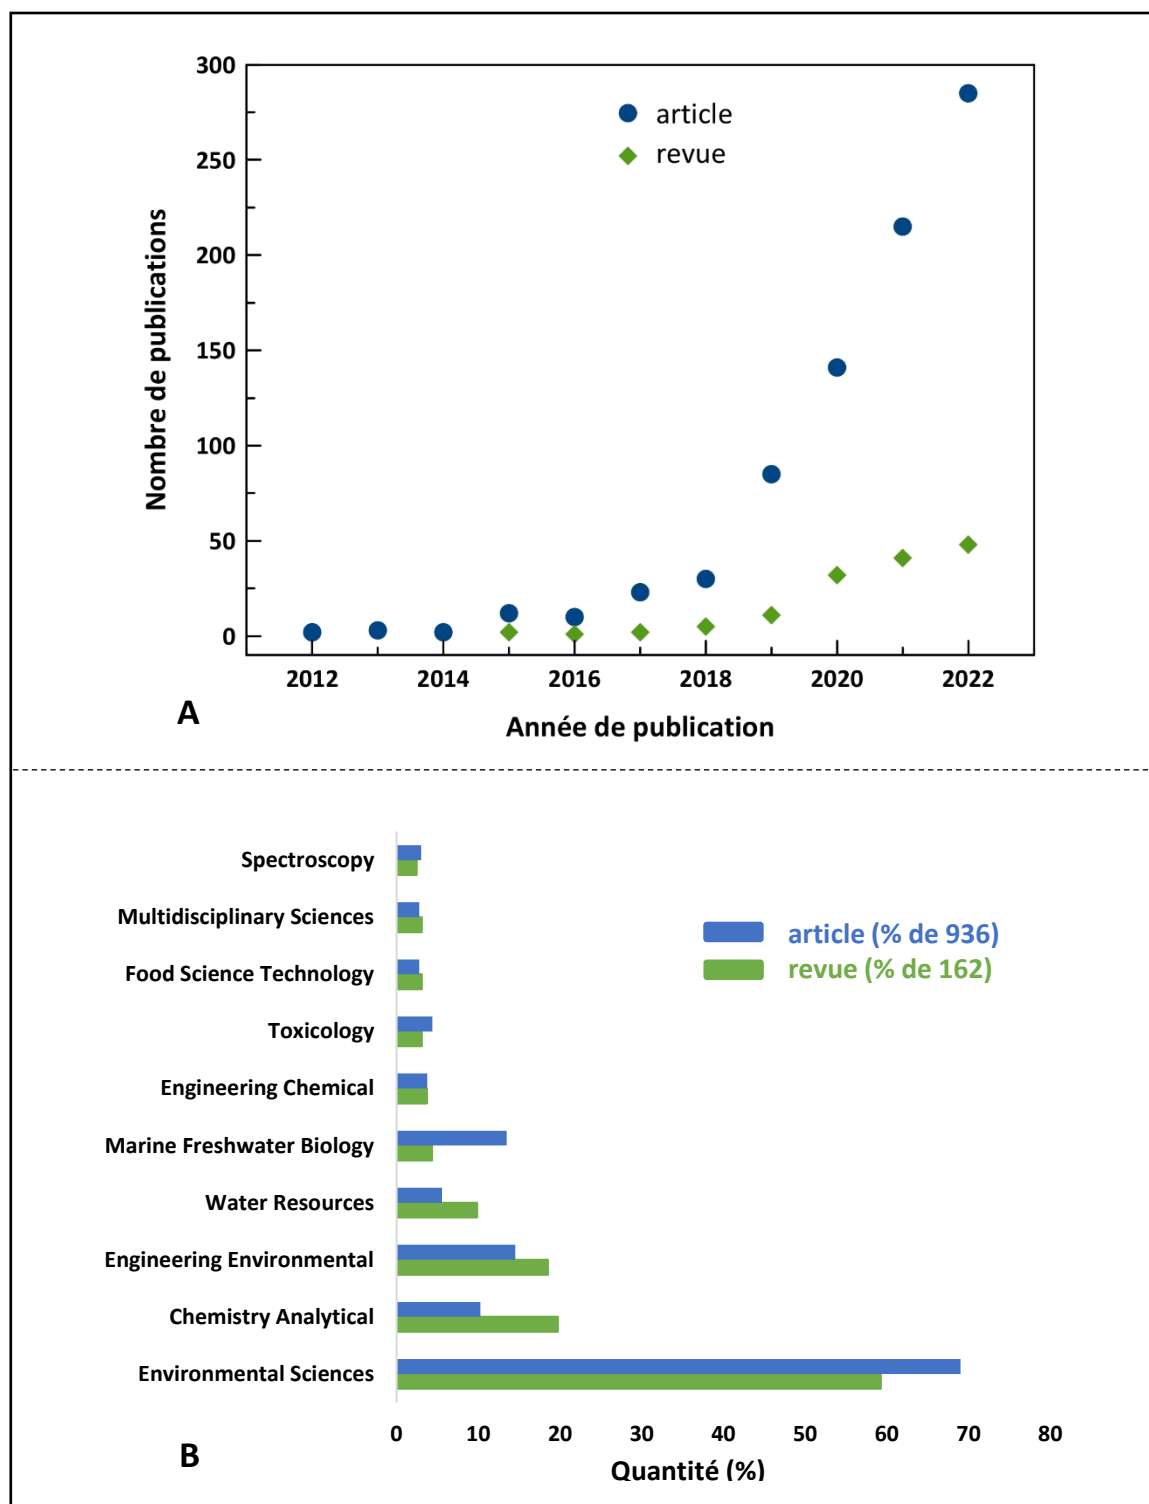 300
250
200
150
100
50
0
Nombre de publications
article
revue
2012 2014 2016 2018 2020 2022
Année de publication
A
Spectroscopy
Multidisciplinary Sciences
Food Science Technology
Toxicology
Engineering Chemical
Marine Freshwater Biology
Water Resources
Engineering Environmental
Chemistry Analytical
Environmental Sciences
article (% de 936)
revue (% de 162)
0 10 20 30 40 50 60 70 80
Quantité (%)
B